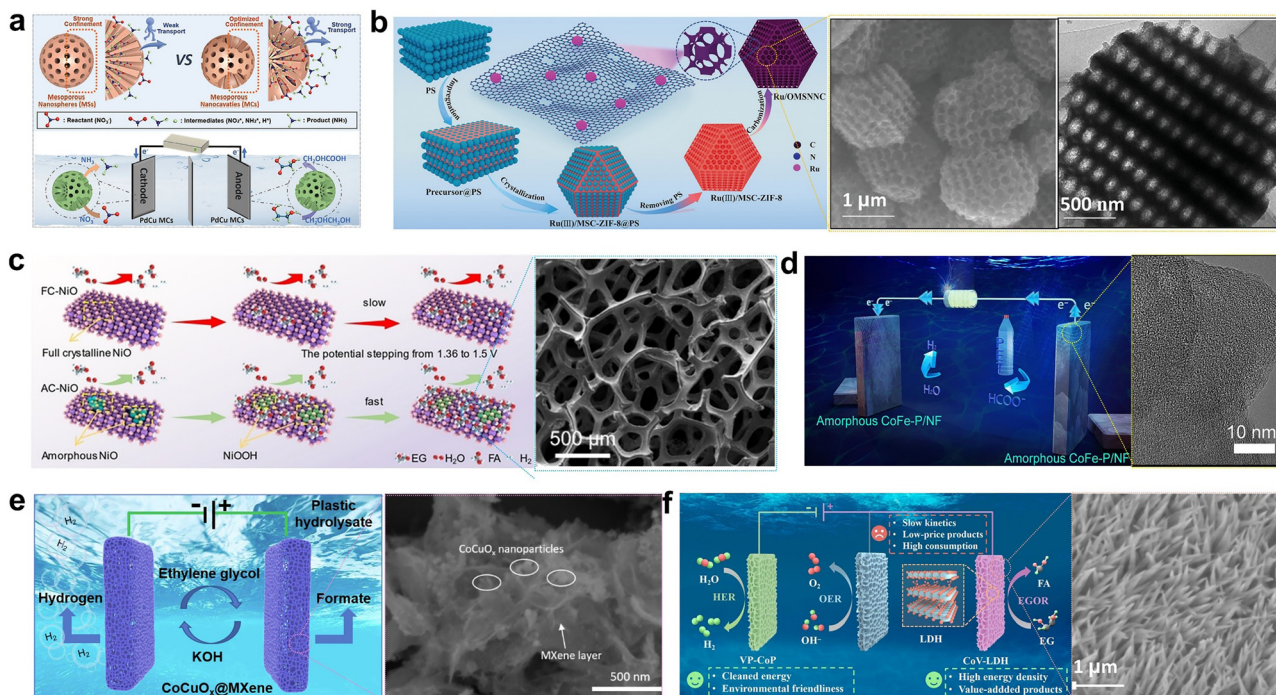 a
Strong
Confinement
Weak
Transport
Optimized
Confinement
Strong
Transport
VS
Mesoporous
Nanospheres (MSs)
Mesoporous
Nanocavities (MCs)
: Reactant (NO₃⁻)
: Intermediates (NO₂*, NH₂*, H*)
: Product (NH₃)
e⁻
e⁻
NH₃
NO₃⁻
Cathode
Anode
CH₂OHCOOH
CH₂OHCH₂OH
PdCu MCs
PdCu MCs
b
PS
Impregnation
Precursor@PS
Crystallization
Ru(III)/MSC-ZIF-8@PS
Removing PS
Ru(III)/MSC-ZIF-8
Carbonization
Ru/OMSNNC
C
N
Ru
1 μm
500 nm
c
FC-NiO
Full crystalline NiO
slow
The potential stepping from 1.36 to 1.5 V
AC-NiO
fast
Amorphous NiO
NiOOH
EG
H₂O
FA
H₂
500 μm
d
e⁻
e⁻
e⁻
e⁻
H₂
H₂O
HCOO⁻
Amorphous CoFe-P/NF
Amorphous CoFe-P/NF
10 nm
e
- +
H₂
H₂
H₂
H₂
Plastic
hydrolysate
Ethylene glycol
Hydrogen
Formate
KOH
CoCuOₓ@MXene
CoCuOₓ nanoparticles
MXene layer
500 nm
f
- +
Slow kinetics
Low-price products
High consumption
H₂O
HER
H₂
VP-CoP
O₂
OER
OH⁻
LDH
FA
EGOR
EG
CoV-LDH
• Cleaned energy
• Environmental friendliness
• High energy density
• Value-addded products
1 μm